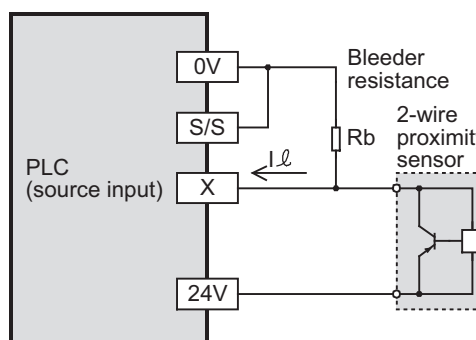 0V
S/S
X
24V
PLC
(source input)
Iℓ
Bleeder
resistance
Rb
2-wire
proximit
sensor